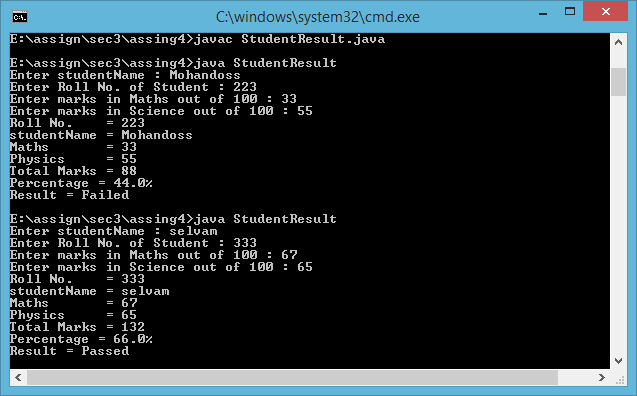 C:\windows\system32\cmd.exe
E:\assign\sec3\assing4>javac StudentResult.java
E:\assign\sec3\assing4>java StudentResult
Enter studentName : Mohandoss
Enter Roll No. of Student : 223
Enter marks in Maths out of 100 : 33
Enter marks in Science out of 100 : 55
Roll No.    = 223
studentName = Mohandoss
Maths       = 33
Physics     = 55
Total Marks = 88
Percentage = 44.0%
Result = Failed
E:\assign\sec3\assing4>java StudentResult
Enter studentName : selvam
Enter Roll No. of Student : 333
Enter marks in Maths out of 100 : 67
Enter marks in Science out of 100 : 65
Roll No.    = 333
studentName = selvam
Maths       = 67
Physics     = 65
Total Marks = 132
Percentage = 66.0%
Result = Passed